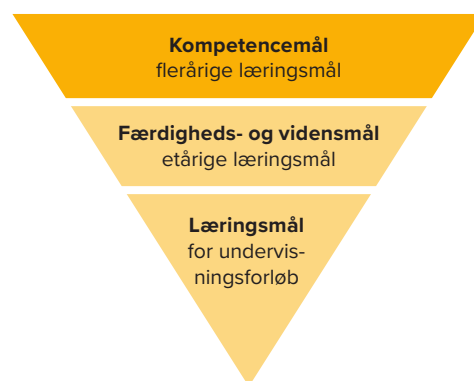 Kompetencemål
flerårige læringsmål
Færdigheds- og vidensmål
etårige læringsmål
Læringsmål
for undervis-
ningsforløb